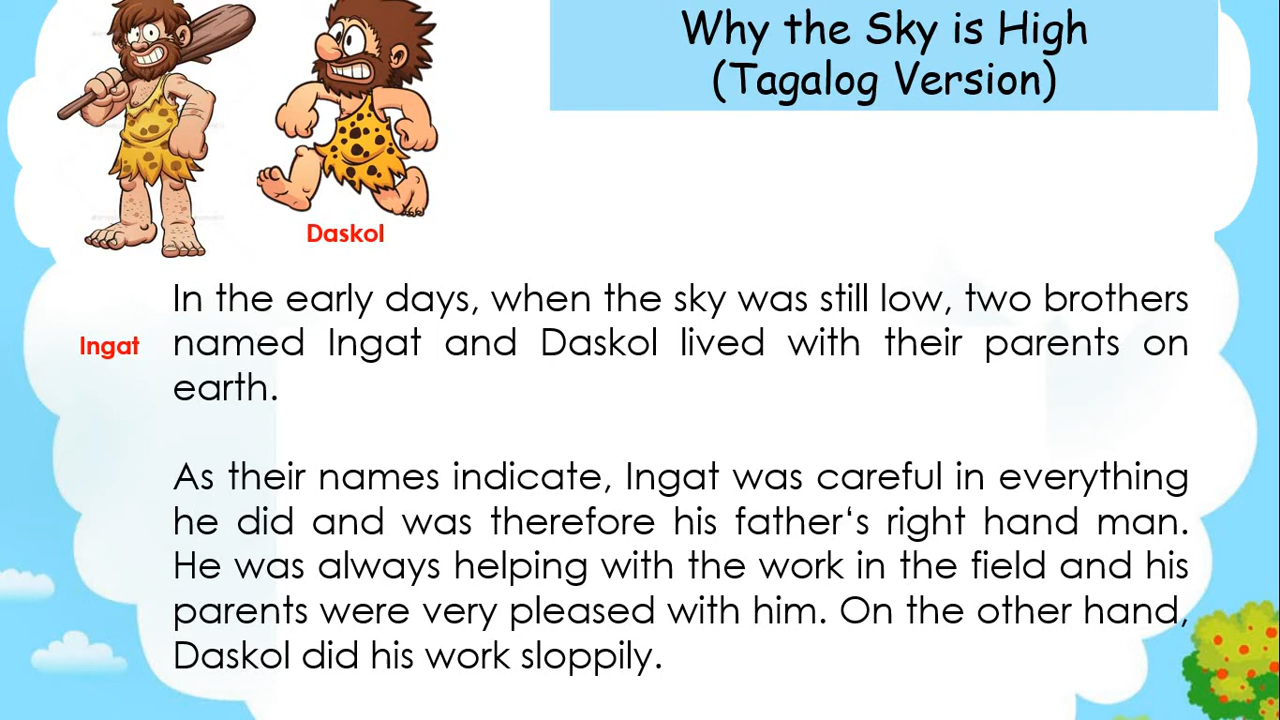 Why the Sky is High
(Tagalog Version)
Daskol
Ingat
In the early days, when the sky was still low, two brothers
named Ingat and Daskol lived with their parents on
earth.
As their names indicate, Ingat was careful in everything
he did and was therefore his father‘s right hand man.
He was always helping with the work in the field and his
parents were very pleased with him. On the other hand,
Daskol did his work sloppily.